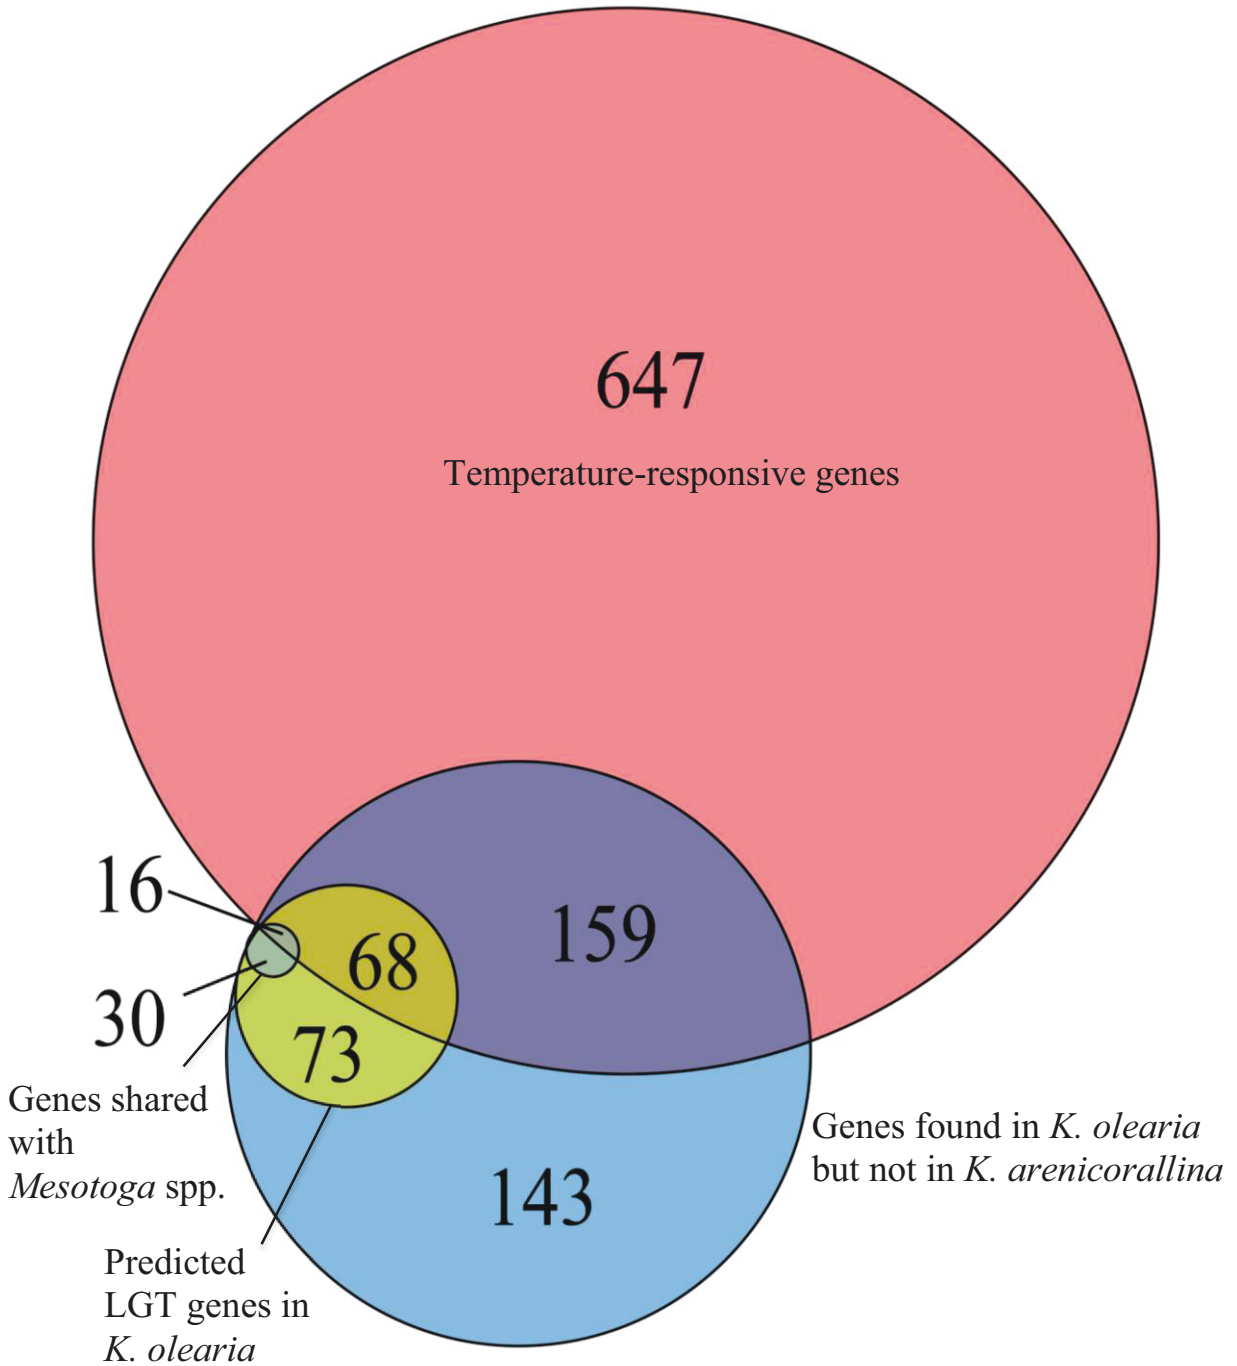 647
Temperature-responsive genes
16
68
159
30
73
Genes shared
with
Mesotoga spp.
Genes found in K. olearia
but not in K. arenicorallina
143
Predicted
LGT genes in
K. olearia